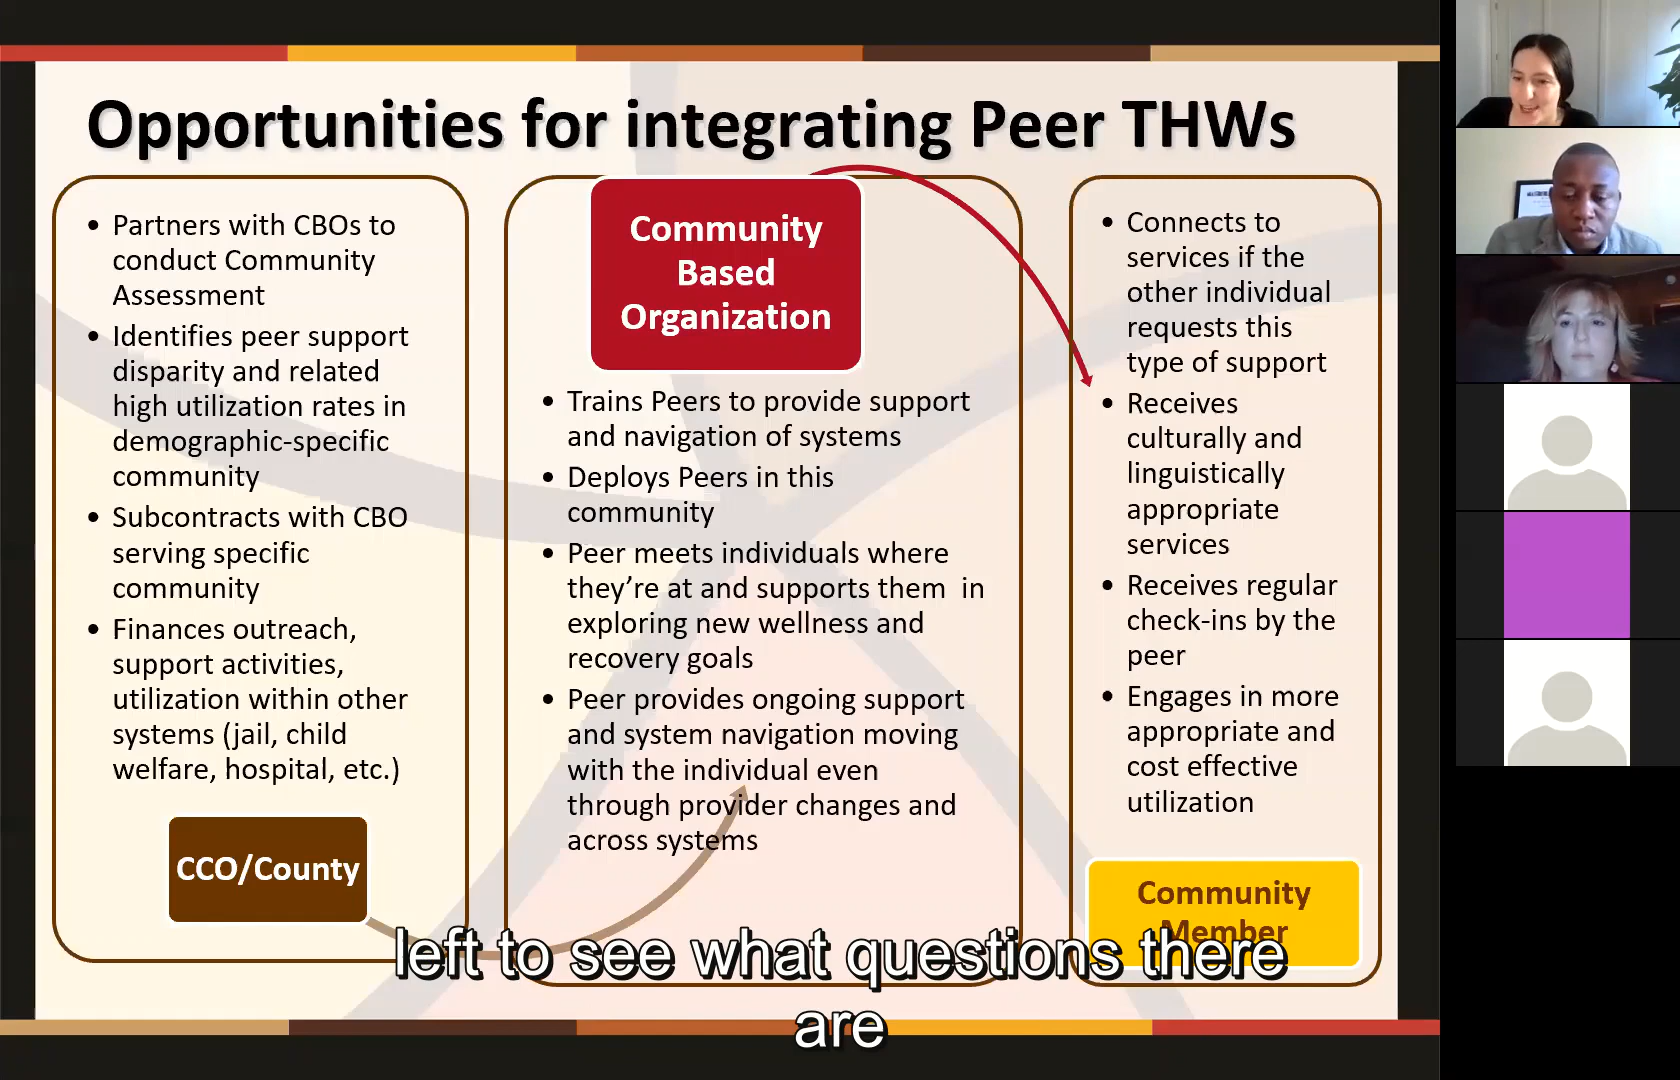 Opportunities for integrating Peer THWs
• Partners with CBOs to
conduct Community
Assessment
• Identifies peer support
disparity and related
high utilization rates in
demographic-specific
community
• Subcontracts with CBO
serving specific
community
• Finances outreach,
support activities,
utilization within other
systems (jail, child
welfare, hospital, etc.)
CCO/County
Community
Based
Organization
• Trains Peers to provide support
and navigation of systems
• Deploys Peers in this
community
• Peer meets individuals where
they’re at and supports them in
exploring new wellness and
recovery goals
• Peer provides ongoing support
and system navigation moving
with the individual even
through provider changes and
across systems
• Connects to
services if the
other individual
requests this
type of support
• Receives
culturally and
linguistically
appropriate
services
• Receives regular
check-ins by the
peer
• Engages in more
appropriate and
cost effective
utilization
Community
Member
left to see what questions there
are